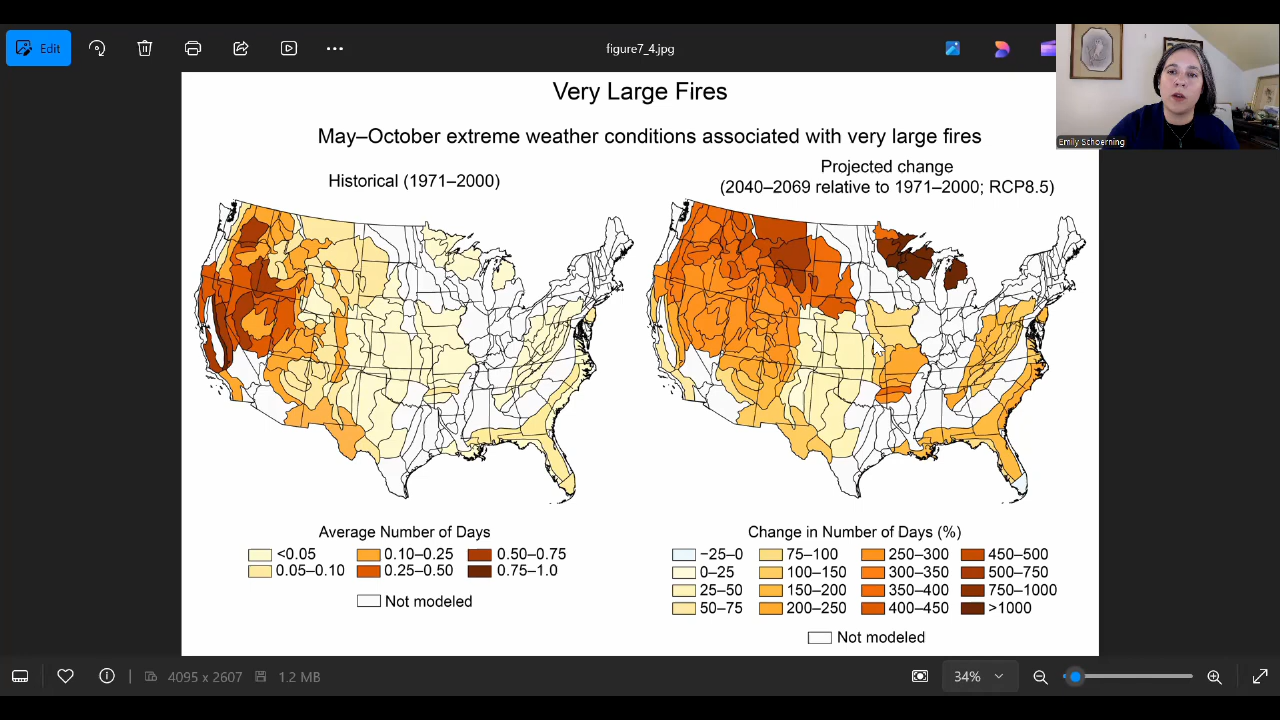 Edit
figure7_4.jpg
Very Large Fires
May–October extreme weather conditions associated with very large fires
Emily Schoerning
Historical (1971–2000)
Projected change
(2040–2069 relative to 1971–2000; RCP8.5)
Average Number of Days
<0.05
0.10–0.25
0.50–0.75
0.05–0.10
0.25–0.50
0.75–1.0
Not modeled
Change in Number of Days (%)
−25–0
75–100
250–300
450–500
0–25
100–150
300–350
500–750
25–50
150–200
350–400
750–1000
50–75
200–250
400–450
>1000
Not modeled
4095 x 2607
1.2 MB
34%